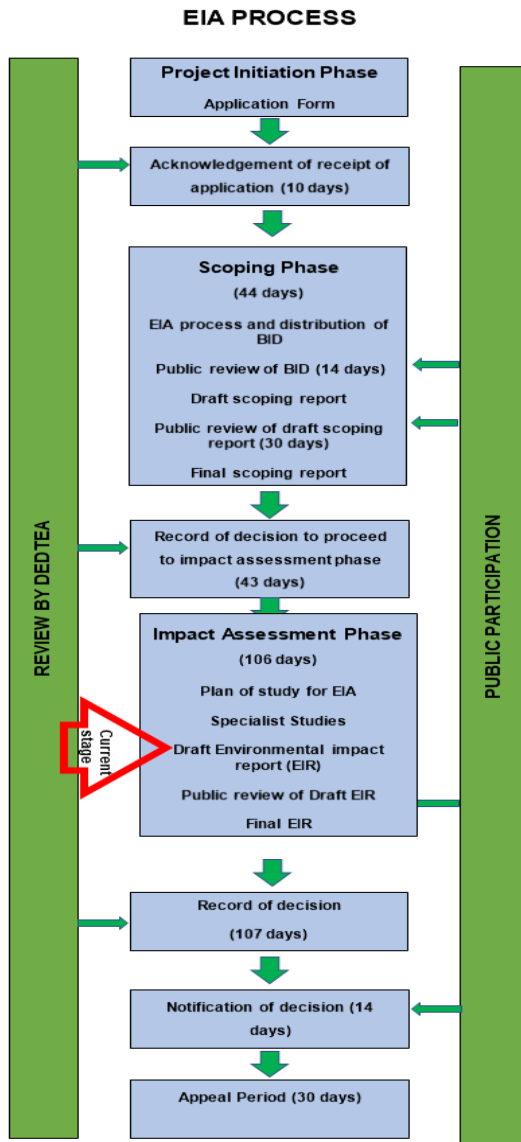 EIA PROCESS
REVIEW BY DEDTEA
Project Initiation Phase
Application Form
Acknowledgement of receipt of
application (10 days)
Scoping Phase
(44 days)
EIA process and distribution of
BID
Public review of BID (14 days)
Draft scoping report
Public review of draft scoping
report (30 days)
Final scoping report
Record of decision to proceed
to impact assessment phase
(43 days)
Impact Assessment Phase
(106 days)
Plan of study for EIA
Specialist Studies
Current
stage
Draft Environmental impact
report (EIR)
Public review of Draft EIR
Final EIR
Record of decision
(107 days)
Notification of decision (14
days)
Appeal Period (30 days)
PUBLIC PARTICIPATION